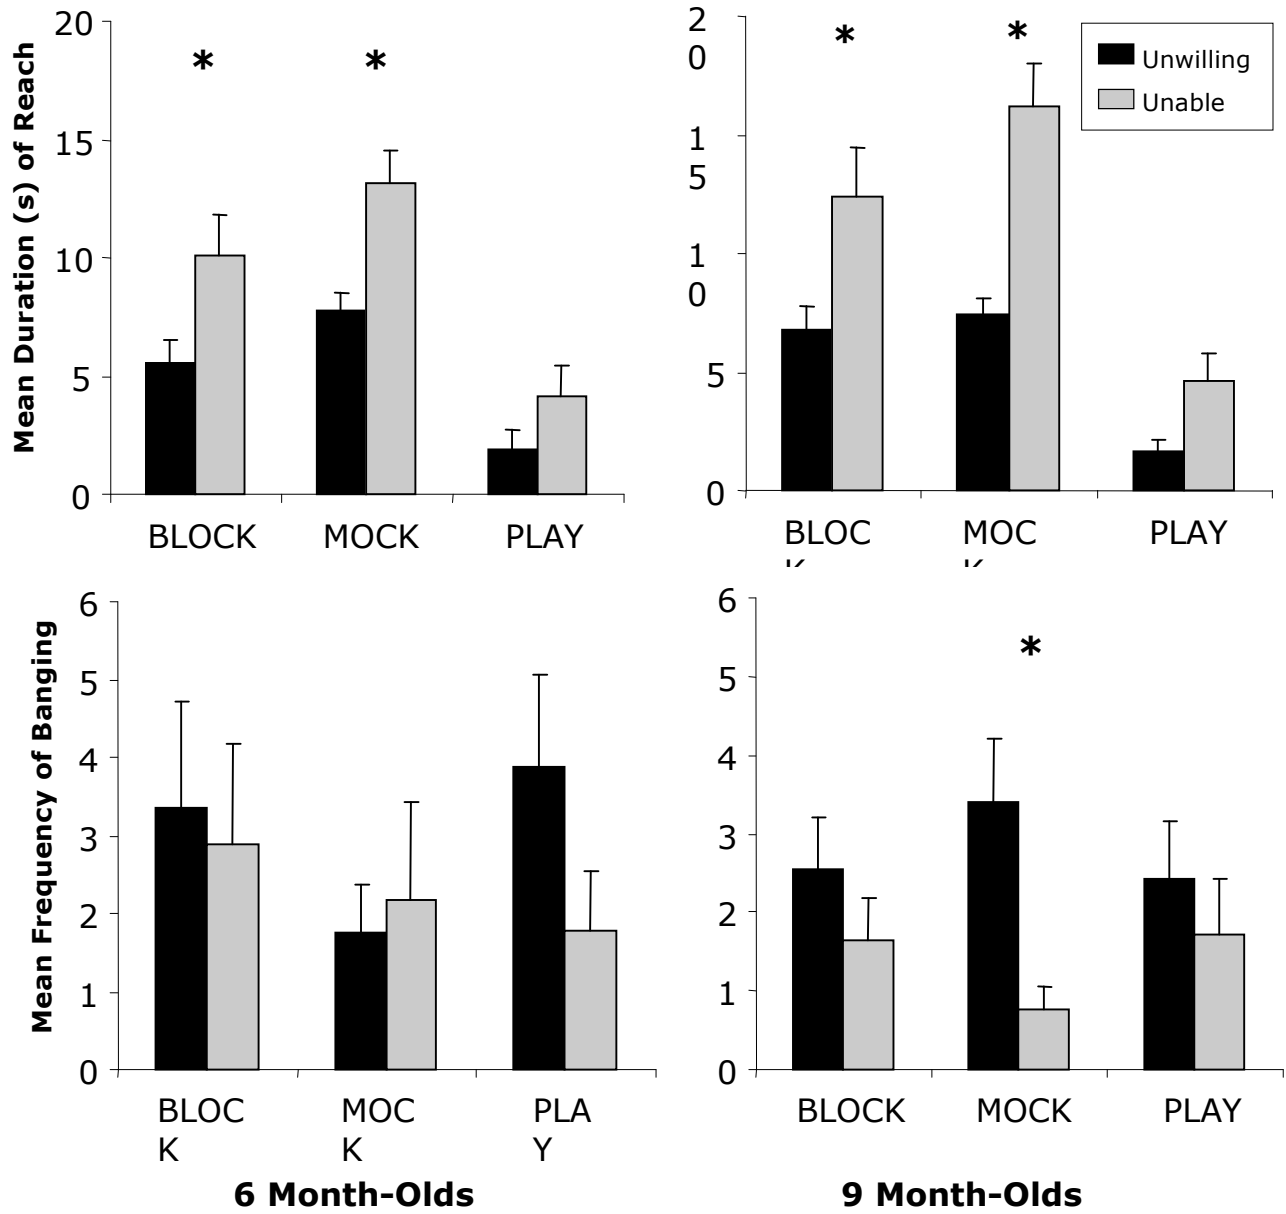 Mean Duration (s) of Reach
20
15
10
5
0
*
*
BLOCK
MOCK
PLAY
2
0
1
5
1
0
5
0
*
*
Unwilling
Unable
BLOC
K
MOC
K
PLAY
Mean Frequency of Banging
6
5
4
3
2
1
0
BLOC
K
MOC
K
PLA
Y
6 Month-Olds
6
5
4
3
2
1
0
*
BLOCK
MOCK
PLAY
9 Month-Olds